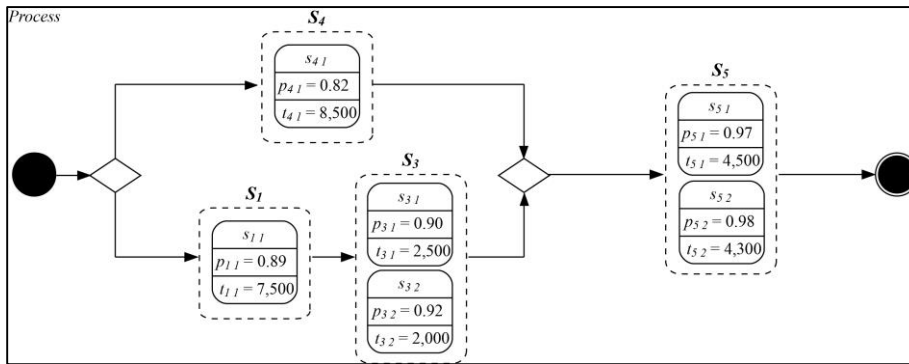 Process
S4
s4 1
p4 1 = 0.82
t4 1 = 8,500
S1
s1 1
p1 1 = 0.89
t1 1 = 7,500
S3
s3 1
p3 1 = 0.90
t3 1 = 2,500
s3 2
p3 2 = 0.92
t3 2 = 2,000
S5
s5 1
p5 1 = 0.97
t5 1 = 4,500
s5 2
p5 2 = 0.98
t5 2 = 4,300